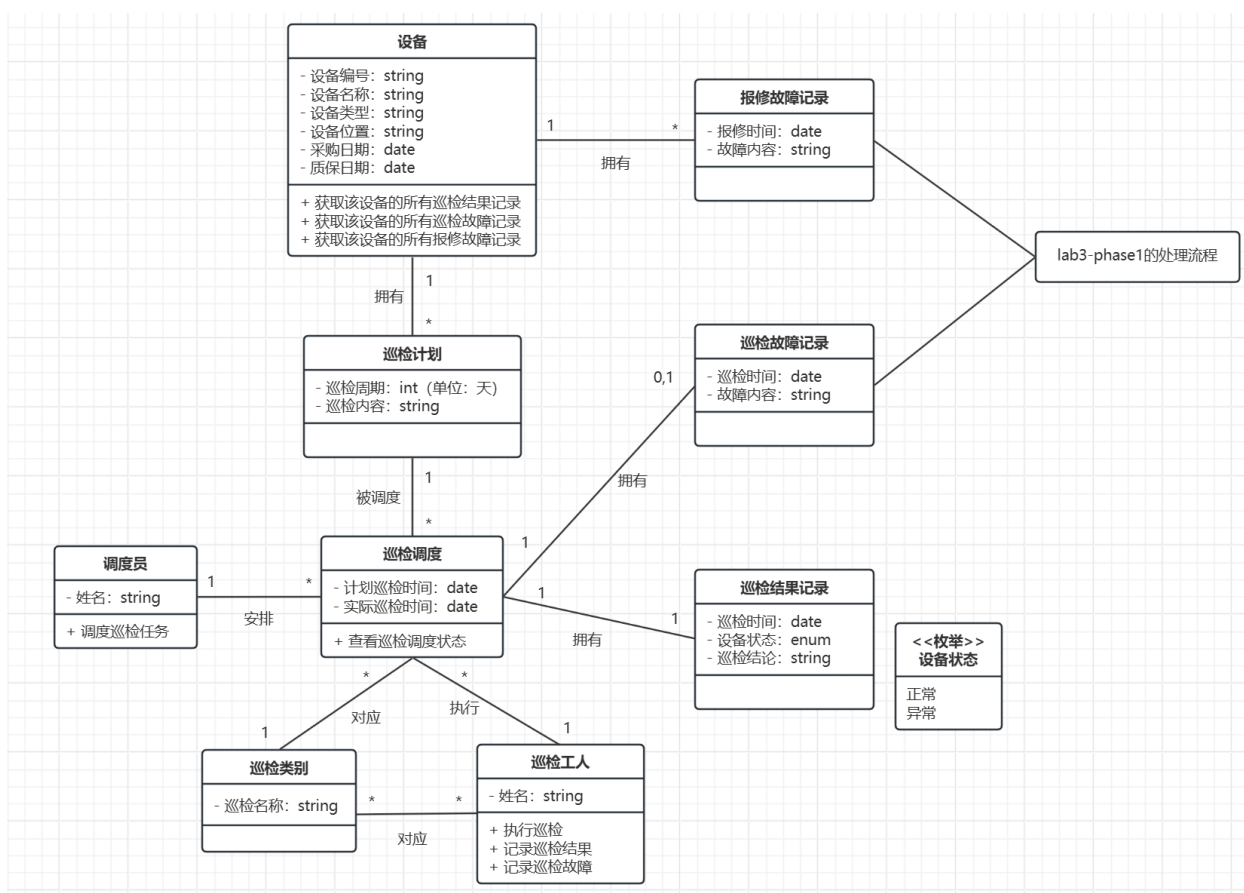 设备
- 设备编号：string
- 设备名称：string
- 设备类型：string
- 设备位置：string
- 采购日期：date
- 质保日期：date
+ 获取该设备的所有巡检结果记录
+ 获取该设备的所有巡检故障记录
+ 获取该设备的所有报修故障记录
1
*
拥有
报修故障记录
- 报修时间：date
- 故障内容：string
lab3-phase1的处理流程
1
拥有
*
巡检计划
- 巡检周期：int（单位：天）
- 巡检内容：string
巡检故障记录
- 巡检时间：date
- 故障内容：string
0,1
拥有
1
1
被调度
*
调度员
- 姓名：string
+ 调度巡检任务
1
*
安排
巡检调度
- 计划巡检时间：date
- 实际巡检时间：date
+ 查看巡检调度状态
1
1
拥有
巡检结果记录
- 巡检时间：date
- 设备状态：enum
- 巡检结论：string
<<枚举>>
设备状态
正常
异常
*
对应
1
*
执行
1
巡检类别
- 巡检名称：string
*
*
对应
巡检工人
- 姓名：string
+ 执行巡检
+ 记录巡检结果
+ 记录巡检故障